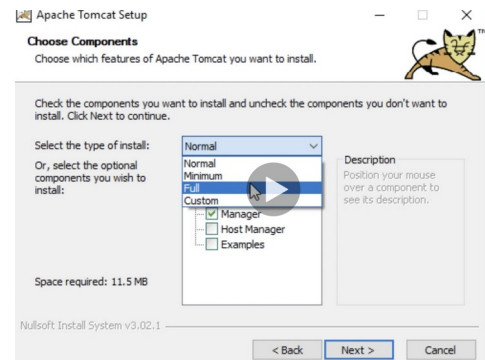 Apache Tomcat Setup
Choose Components
Choose which features of Apache Tomcat you want to install.
TM
Check the components you want to install and uncheck the components you don't want to
install. Click Next to continue.
Select the type of install:
Normal
Or, select the optional
components you wish to
install:
Normal
Minimum
Full
Custom
Manager
Host Manager
Examples
Description
Position your mouse
over a component to
see its description.
Space required: 11.5 MB
Nullsoft Install System v3.02.1
< Back
Next >
Cancel